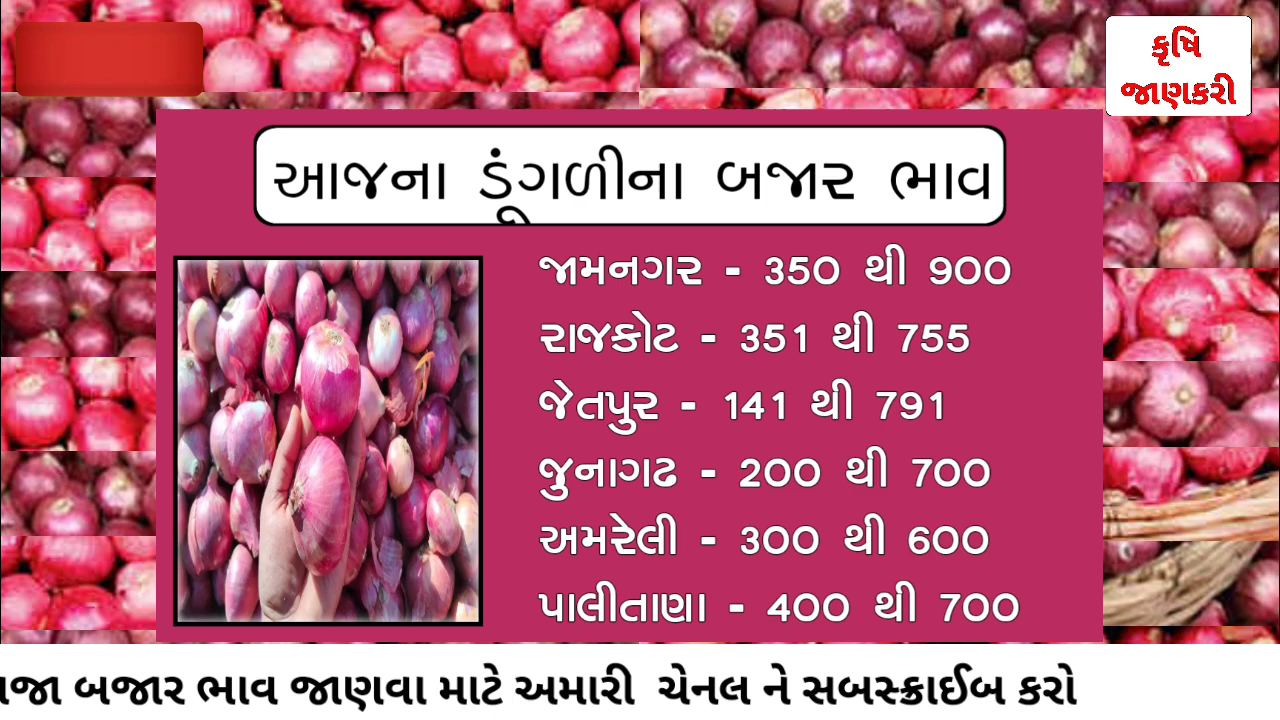 કૃષિ
જાણકરી
આજના ડૂંગળીના બજાર ભાવ
જામનગર - 350 થી 900
રાજકોટ - 351 થી 755
જેતપુર - 141 થી 791
જુનાગઢ - 200 થી 700
અમરેલી - 300 થી 600
પાલીતાણા - 400 થી 700
બજાર ભાવ જાણવા માટે અમારી ચેનલ ને સબસ્ક્રાઈબ કરો